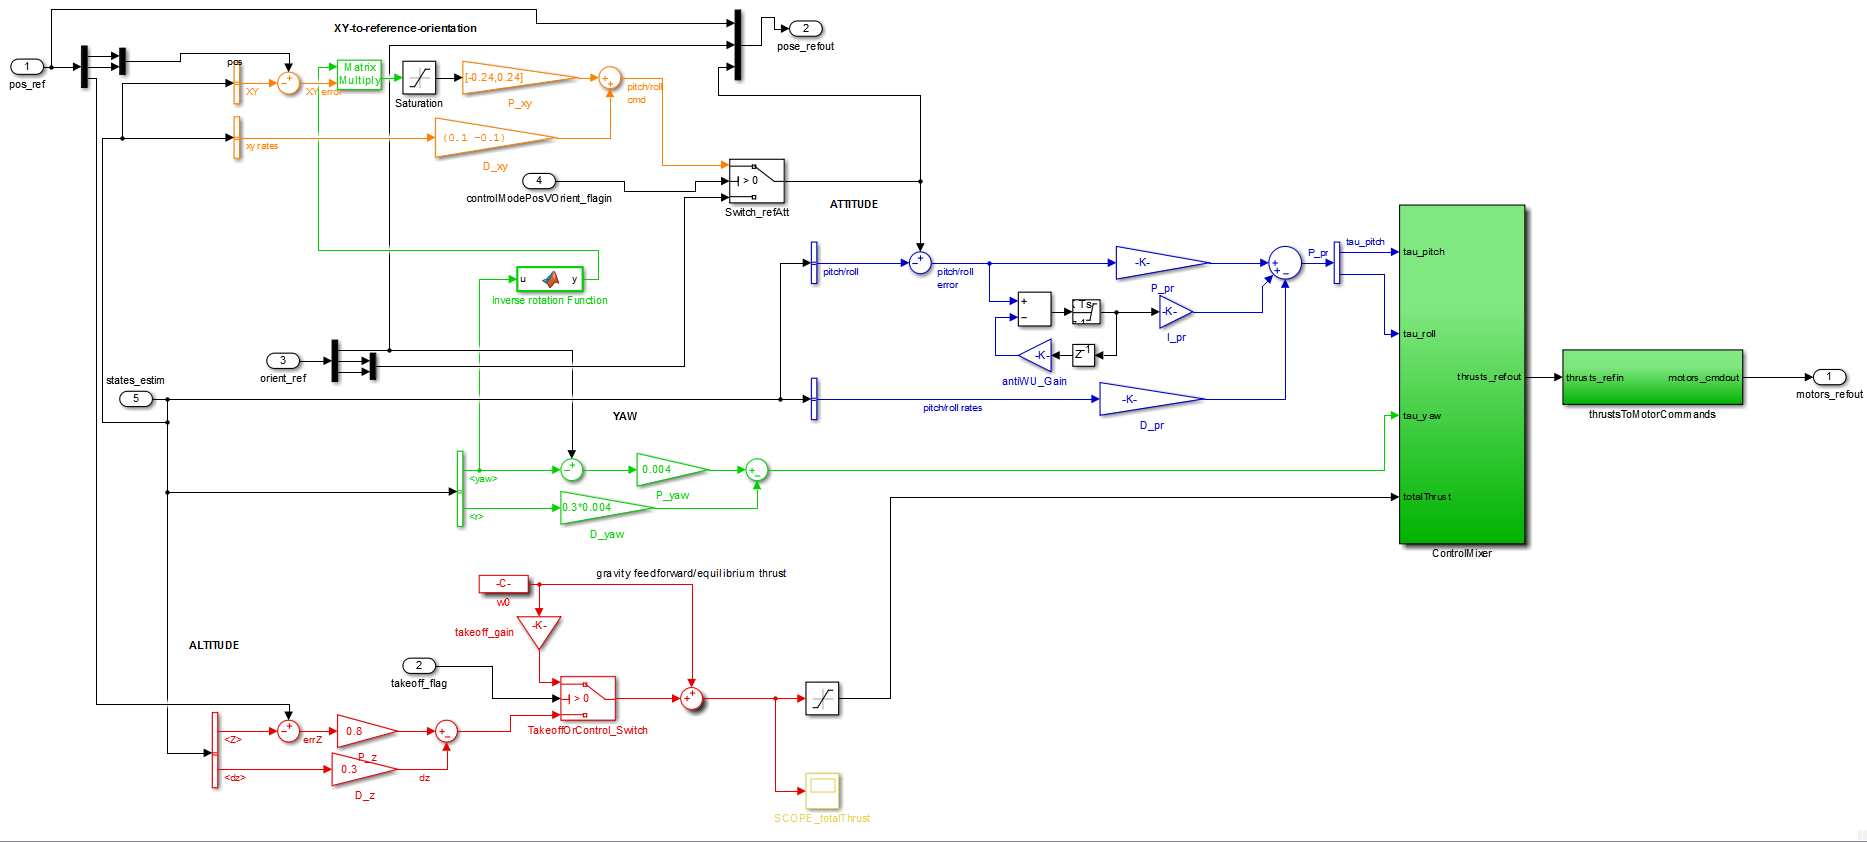 XY-to-reference-orientation
2
pose_refout
1
pos_ref
pos
XY
XY error
Matrix
Multiply
Saturation
[-0.24,0.24]
P_xy
pitch/roll
cmd
xy rates
(0.1 -0.1)
D_xy
4
controlModePosVOrient_flagin
> 0
Switch_refAtt
ATTITUDE
u
y
inverse rotation Function
pitch/roll
pitch/roll
error
-K-
P_pr
P_pr
tau_pitch
tau_pitch
tau_roll
tau_yaw
totalThrust
thrusts_refout
ControlMixer
-K-
I_pr
-K-
antiWU_Gain
3
orient_ref
states_estim
5
pitch/roll rates
-K-
D_pr
thrusts_refin
motors_cmdout
thrustsToMotorCommands
1
motors_refout
YAW
<yaw>
<r>
0.004
P_yaw
0.3*0.004
D_yaw
gravity feedforward/equilibrium thrust
-C-
w0
-K-
takeoff_gain
ALTITUDE
2
takeoff_flag
> 0
TakeoffOrControl_Switch
<Z>
<dz>
errZ
0.8
P_z
0.3
D_z
dz
SCOPE_totalThrust